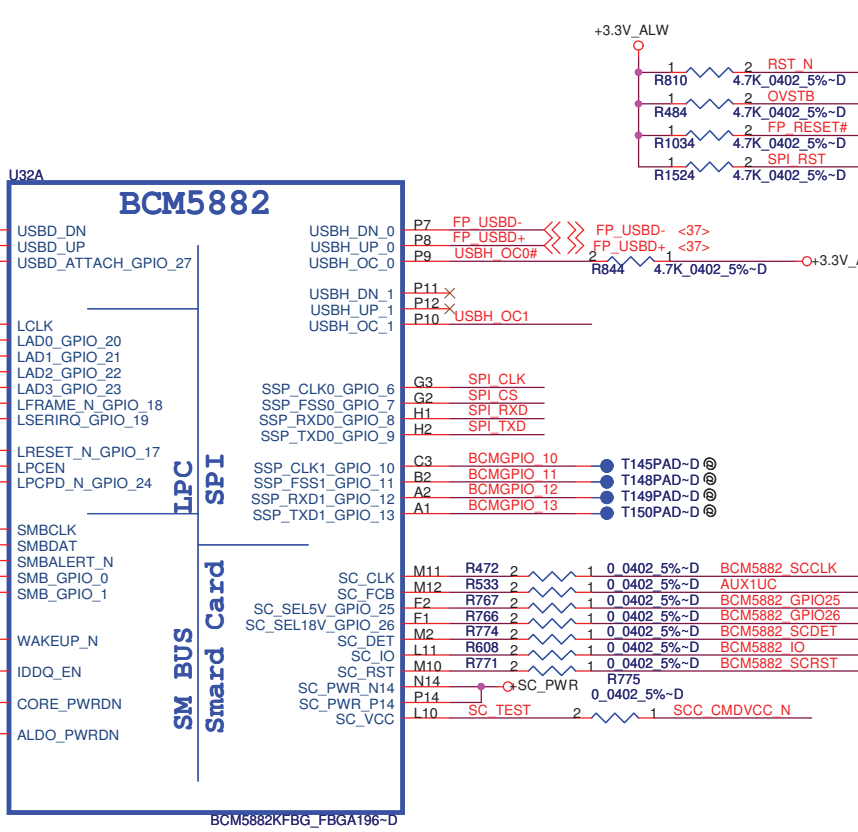 +3.3V_ALW
1 2 RST_N
R810 4.7K_0402_5%~D
1 2 OVSTB
R484 4.7K_0402_5%~D
1 2 FP_RESET#
R1034 4.7K_0402_5%~D
1 2 SPI_RST
R1524 4.7K_0402_5%~D
U32A
BCM5882
USBD_DN
USBD_UP
USBD_ATTACH_GPIO_27
LCLK
LAD0_GPIO_20
LAD1_GPIO_21
LAD2_GPIO_22
LAD3_GPIO_23
LFRAME_N_GPIO_18
LSERIRQ_GPIO_19
LRESET_N_GPIO_17
LPCEN
LPCPD_N_GPIO_24
SMBCLK
SMBDAT
SMBALERT_N
SMB_GPIO_0
SMB_GPIO_1
WAKEUP_N
IDDQ_EN
CORE_PWRDN
ALDO_PWRDN
LPC
SPI
SM BUS
Smard Card
USBH_DN_0 P7 FP_USBD- FP_USBD- <37>
USBH_UP_0 P8 FP_USBD+ FP_USBD+ <37>
USBH_OC_0 P9 USBH_OC0# 2 1 +3.3V_A
R844 4.7K_0402_5%~D
USBH_DN_1 P11
USBH_UP_1 P12
USBH_OC_1 P10 USBH_OC1
SSP_CLK0_GPIO_6 G3 SPI_CLK
SSP_FSS0_GPIO_7 G2 SPI_CS
SSP_RXD0_GPIO_8 H1 SPI_RXD
SSP_TXD0_GPIO_9 H2 SPI_TXD
SSP_CLK1_GPIO_10 C3 BCMGPIO_10 T145PAD~D @
SSP_FSS1_GPIO_11 B2 BCMGPIO_11 T148PAD~D @
SSP_RXD1_GPIO_12 A2 BCMGPIO_12 T149PAD~D @
SSP_TXD1_GPIO_13 A1 BCMGPIO_13 T150PAD~D @
SC_CLK M11 R472 2 1 0_0402_5%~D BCM5882_SCCLK
SC_FCB M12 R533 2 1 0_0402_5%~D AUX1UC
SC_SEL5V_GPIO_25 F2 R767 2 1 0_0402_5%~D BCM5882_GPIO25
SC_SEL18V_GPIO_26 F1 R766 2 1 0_0402_5%~D BCM5882_GPIO26
SC_DET M2 R774 2 1 0_0402_5%~D BCM5882_SCDET
SC_IO L11 R608 2 1 0_0402_5%~D BCM5882_IO
SC_RST M10 R771 2 1 0_0402_5%~D BCM5882_SCRST
SC_PWR_N14 N14 +SC_PWR R775
SC_PWR_P14 P14 0_0402_5%~D
SC_VCC L10 SC_TEST 2 1 SCC_CMDVCC_N
BCM5882KFBG_FBGA196~D